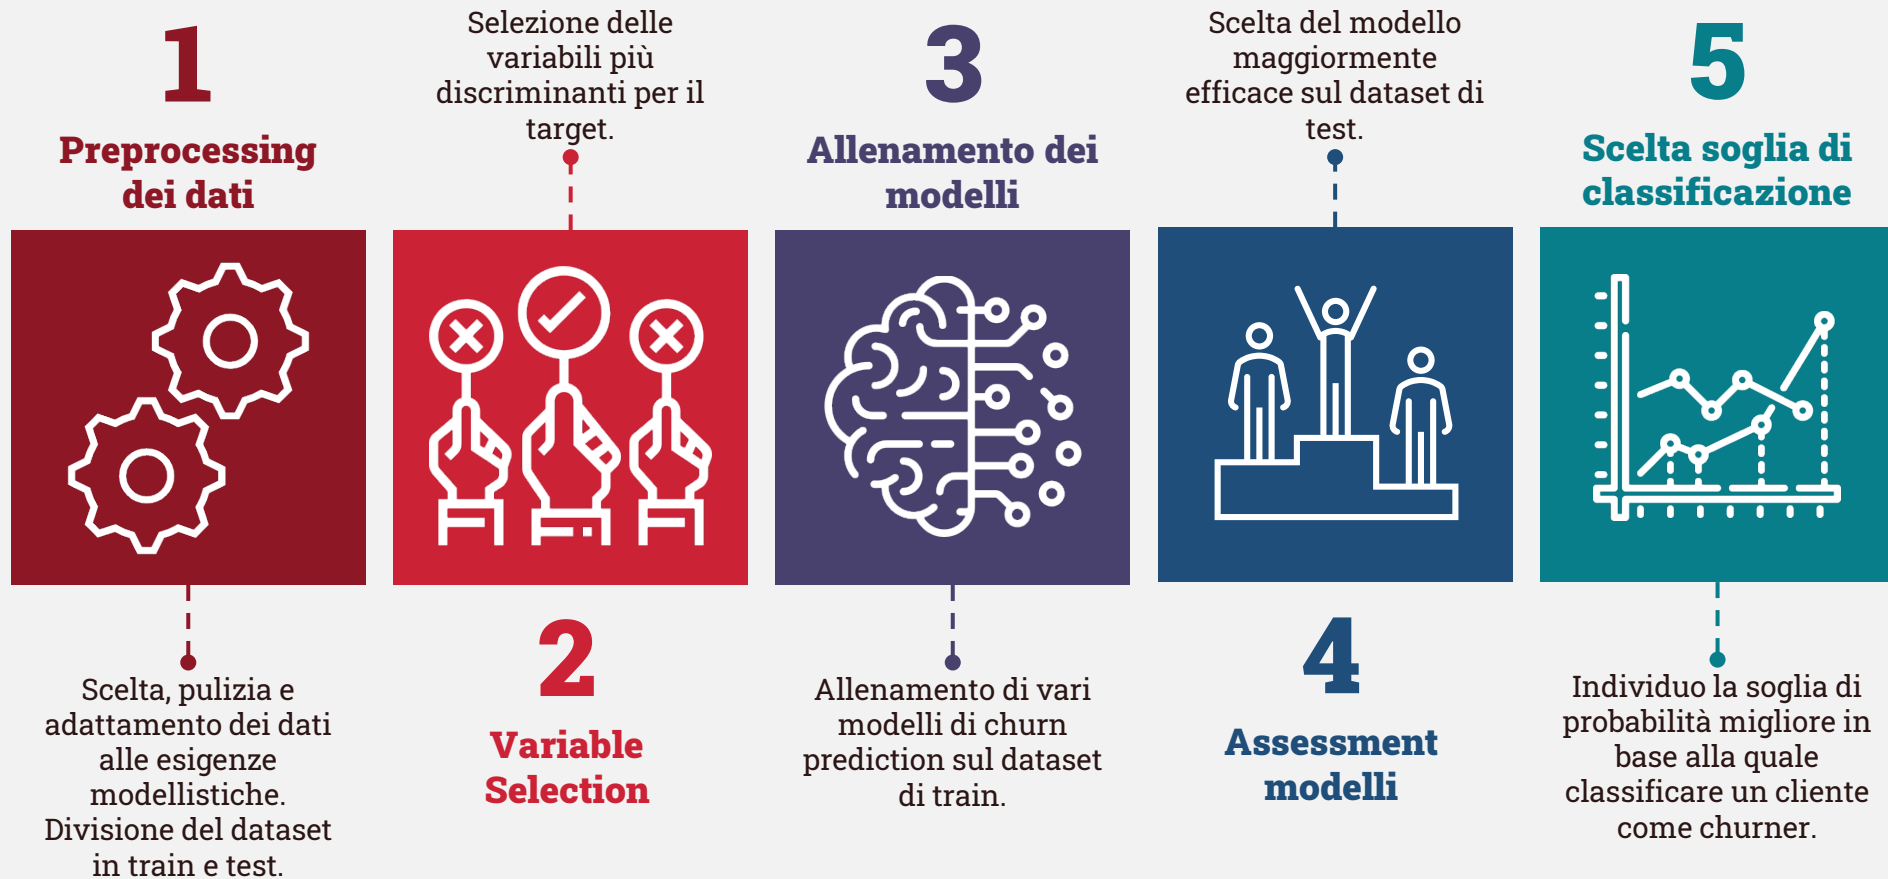 1
Preprocessing
dei dati
Scelta, pulizia e
adattamento dei dati
alle esigenze
modellistiche.
Divisione del dataset
in train e test.
Selezione delle
variabili più
discriminanti per il
target.
2
Variable
Selection
3
Allenamento dei
modelli
Allenamento di vari
modelli di churn
prediction sul dataset
di train.
Scelta del modello
maggiormente
efficace sul dataset di
test.
4
Assessment
modelli
5
Scelta soglia di
classificazione
Individuo la soglia di
probabilità migliore in
base alla quale
classificare un cliente
come churner.